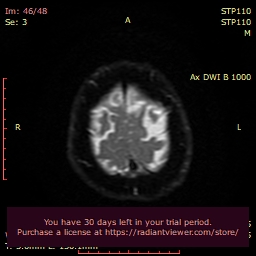 Im: 46/48
STP110
Se: 3
STP110
M
A
Ax DWI B 1000
R
L
You have 30 days left in your trial period.
Purchase a license at https://radiantviewer.com/store/